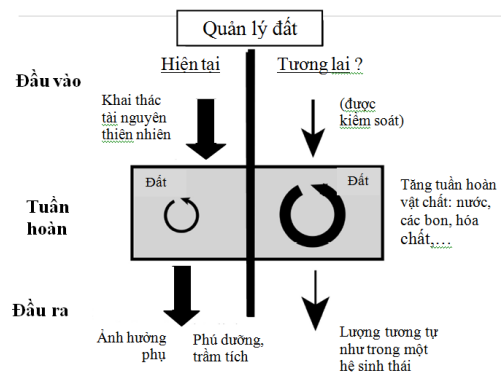 Quản lý đất
Hiện tại
Tương lai ?
Đầu vào
Khai thác
tài nguyên
thiên nhiên
(được
kiểm soát)
Đất
Đất
Tuần
hoàn
Tăng tuần hoàn
vật chất: nước,
các bon, hóa
chất,…
Đầu ra
Ảnh hưởng
phụ
Phú dưỡng,
trầm tích
Lượng tương tự
như trong một
hệ sinh thái